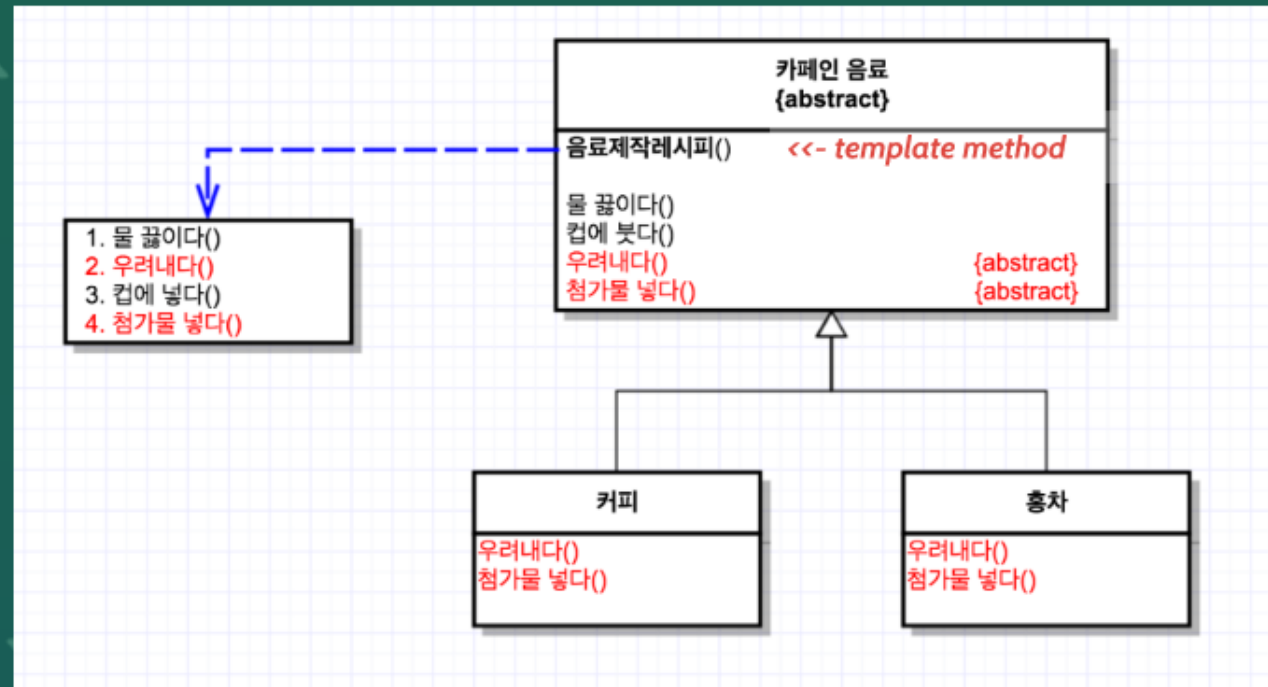 카페인 음료
{abstract}
음료제작레시피() <<- template method
물 끓이다()
컵에 붓다()
우려내다() {abstract}
첨가물 넣다() {abstract}
1. 물 끓이다()
2. 우려내다()
3. 컵에 넣다()
4. 첨가물 넣다()
커피
우려내다()
첨가물 넣다()
홍차
우려내다()
첨가물 넣다()